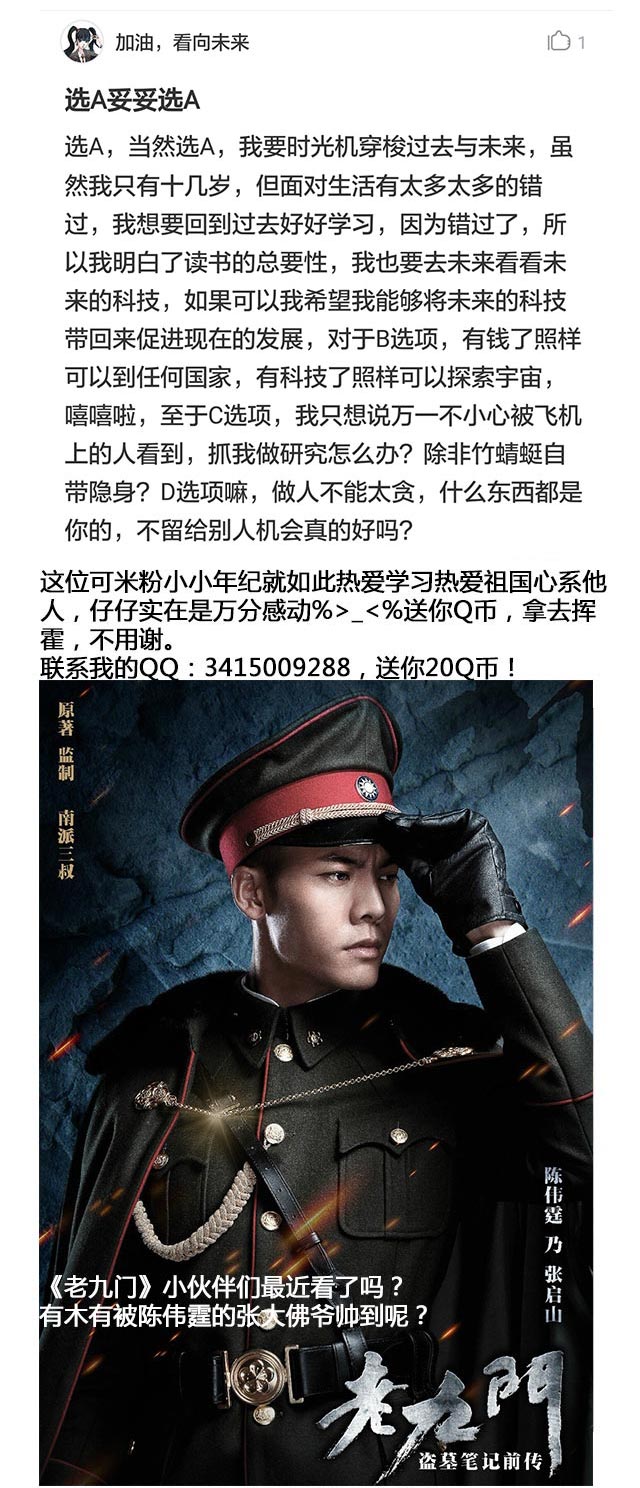 加油，看向未来
1
选A妥妥选A
选A，当然选A，我要时光机穿梭过去与未来，虽
然我只有十几岁，但面对生活有太多太多的错
过，我想要回到过去好好学习，因为错过了，所
以我明白了读书的总要性，我也要去未来看看未
来的科技，如果可以我希望我能够将未来的科技
带回来促进现在的发展，对于B选项，有钱了照样
可以到任何国家，有科技了照样可以探索宇宙，
嘻嘻啦，至于C选项，我只想说万一不小心被飞机
上的人看到，抓我做研究怎么办？除非竹蜻蜓自
带隐身？D选项嘛，做人不能太贪，什么东西都是
你的，不留给别人机会真的好吗？
这位可米粉小小年纪就如此热爱学习热爱祖国心系他
人，仔仔实在是万分感动%>_<%送你Q币，拿去挥
霍，不用谢。
联系我的QQ：3415009288，送你20Q币！
原著 监制 南派三叔
陈伟霆 乃 张启山
《老九门》小伙伴们最近看了吗？
有木有被陈伟霆的张大佛爷帅到呢？
老九門
盗墓笔记前传